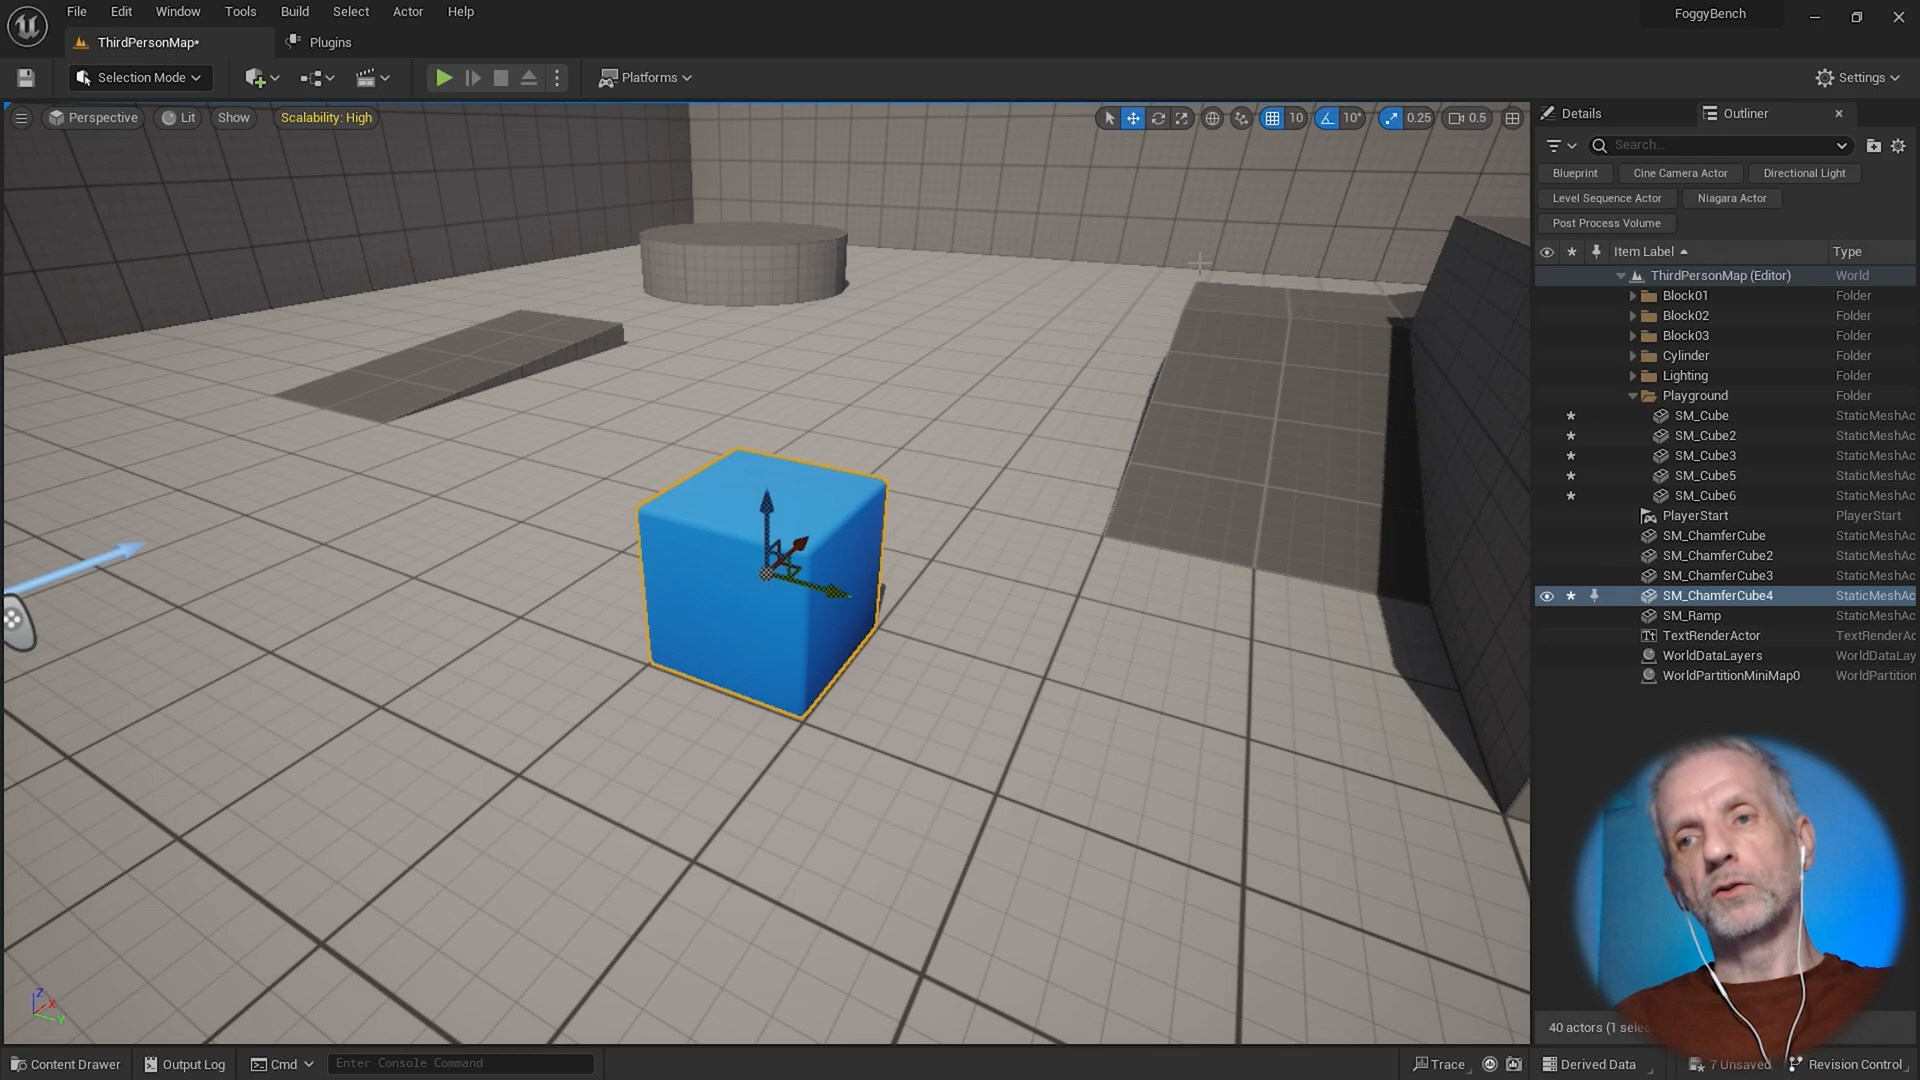 File Edit Window Tools Build Select Actor Help
FoggyBench
ThirdPersonMap*
Plugins
Selection Mode
Platforms
Settings
Perspective
Lit
Show
Scalability: High
10
10°
0.25
0.5
Details
Outliner
Search...
Blueprint
Cine Camera Actor
Directional Light
Level Sequence Actor
Niagara Actor
Post Process Volume
Item Label
Type
ThirdPersonMap (Editor) World
Block01 Folder
Block02 Folder
Block03 Folder
Cylinder Folder
Lighting Folder
Playground Folder
SM_Cube StaticMeshAc
SM_Cube2 StaticMeshAc
SM_Cube3 StaticMeshAc
SM_Cube5 StaticMeshAc
SM_Cube6 StaticMeshAc
PlayerStart PlayerStart
SM_ChamferCube StaticMeshAc
SM_ChamferCube2 StaticMeshAc
SM_ChamferCube3 StaticMeshAc
SM_ChamferCube4 StaticMeshAc
SM_Ramp StaticMeshAc
TextRenderActor TextRenderAc
WorldDataLayers WorldDataLay
WorldPartitionMiniMap0 WorldPartition
Z
X
Y
40 actors (1 selec
Content Drawer
Output Log
Cmd
Enter Console Command
Trace
Derived Data
7 Unsaved
Revision Control